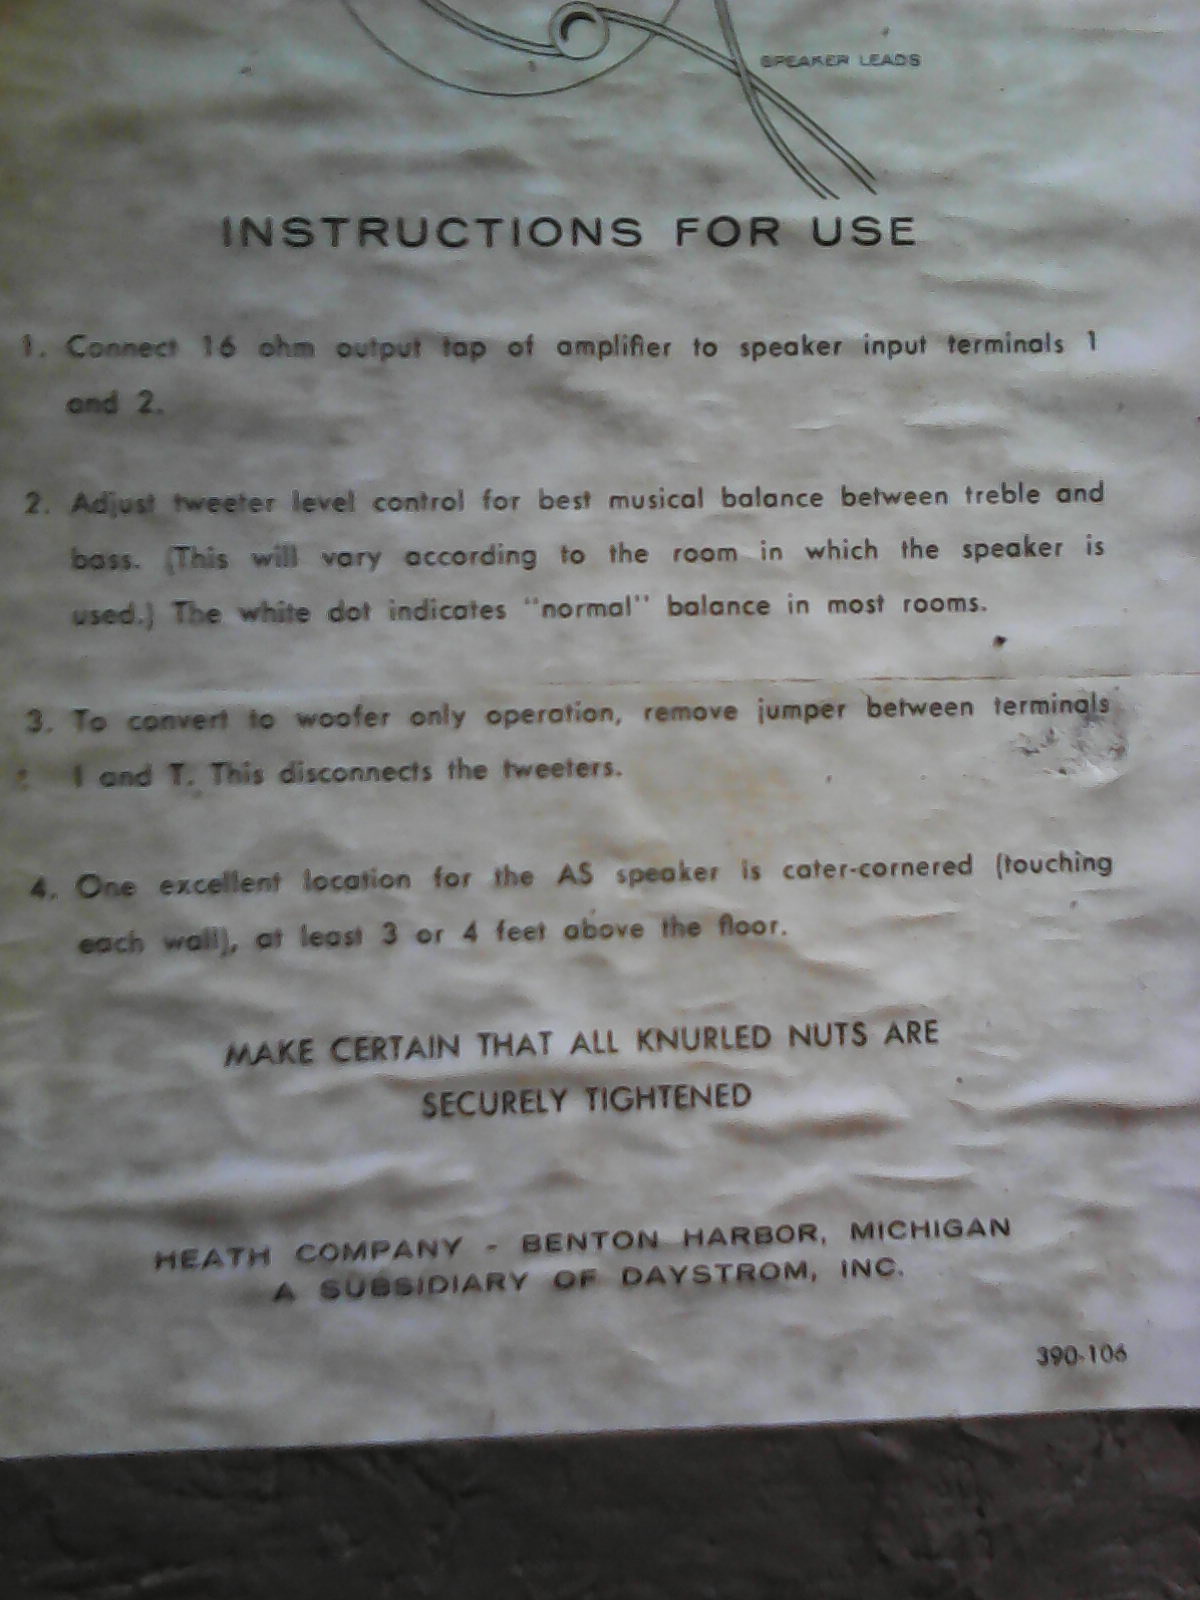 SPEAKER LEADS
INSTRUCTIONS FOR USE
1. Connect 16 ohm output tap of amplifier to speaker input terminals 1
and 2.
2. Adjust tweeter level control for best musical balance between treble and
bass. (This will vary according to the room in which the speaker is
used.) The white dot indicates "normal" balance in most rooms.
3. To convert to woofer only operation, remove jumper between terminals
1 and T. This disconnects the tweeters.
4. One excellent location for the AS speaker is cater-cornered (touching
each wall), at least 3 or 4 feet above the floor.
MAKE CERTAIN THAT ALL KNURLED NUTS ARE
SECURELY TIGHTENED
HEATH COMPANY - BENTON HARBOR, MICHIGAN
A SUBSIDIARY OF DAYSTROM, INC.
390-106